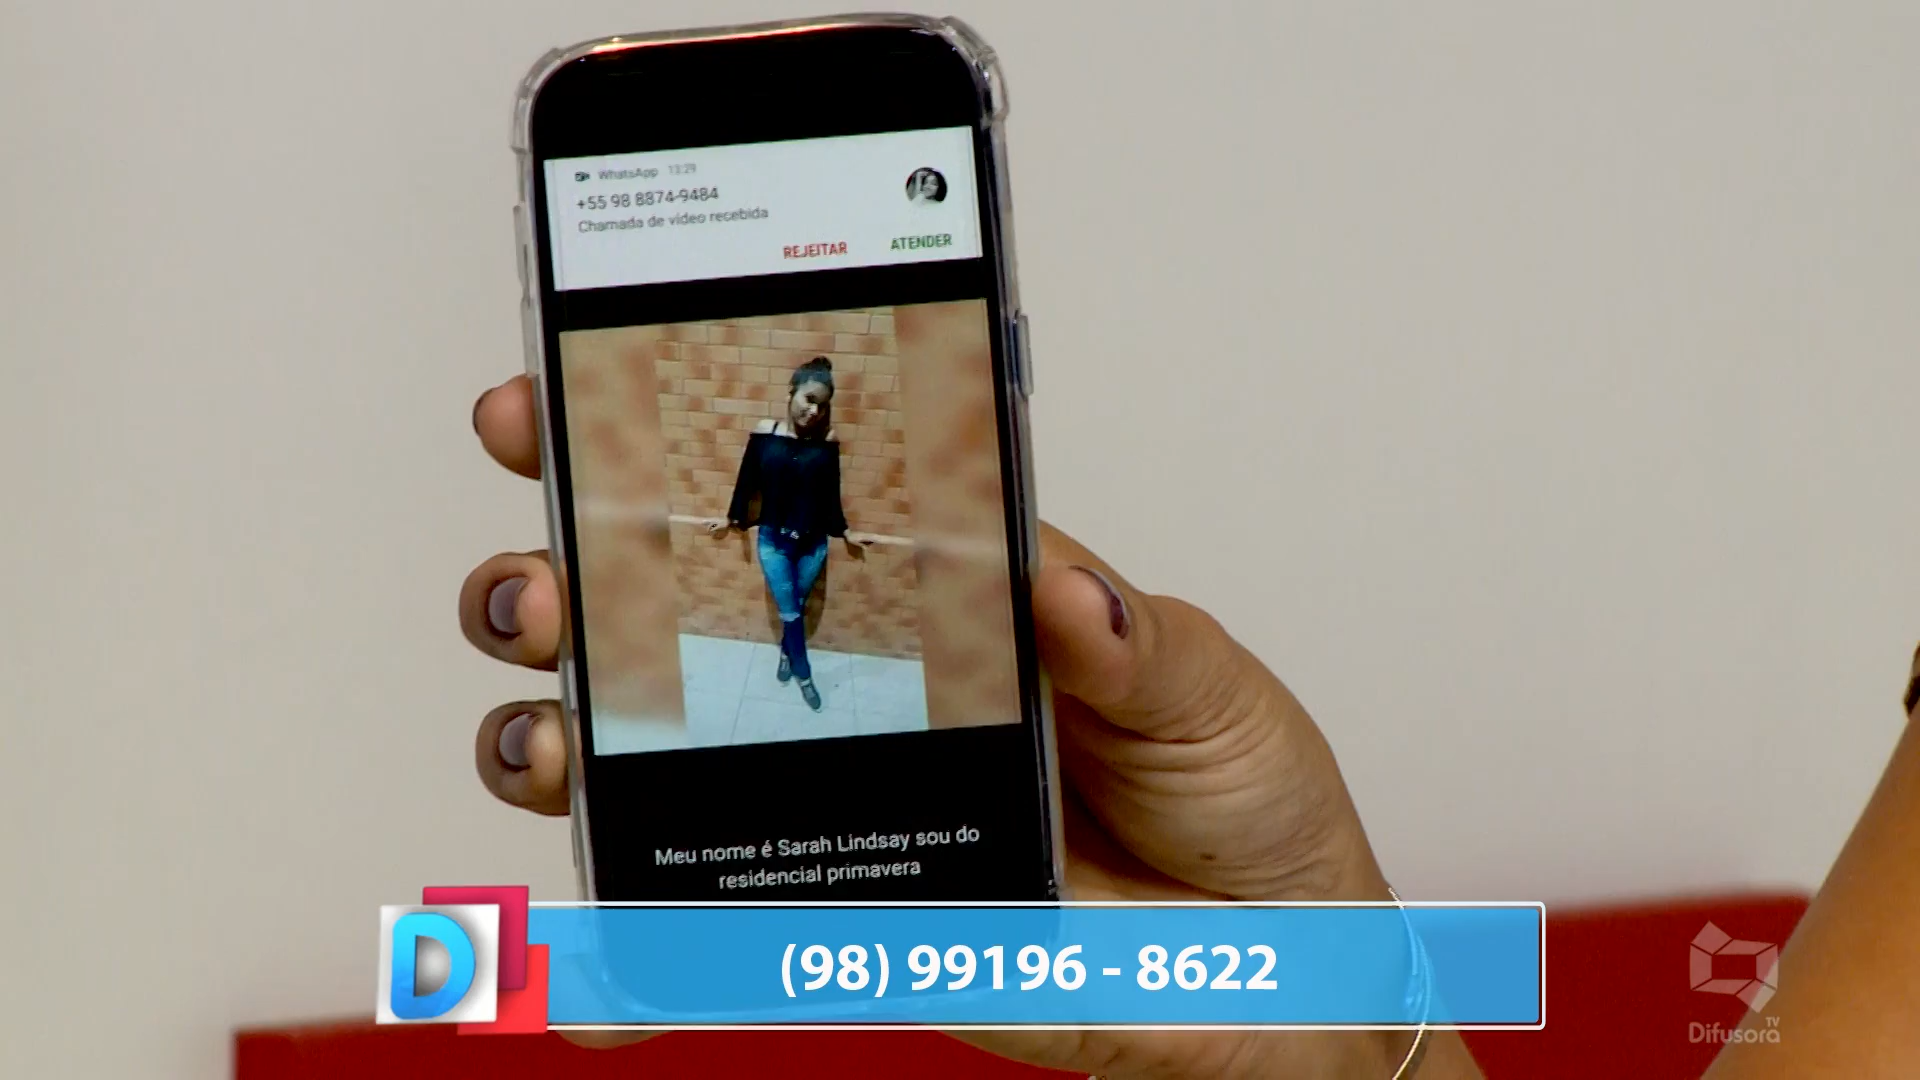 WhatsApp 13:29
+55 98 8874-9484
Chamada de vídeo recebida
REJEITAR ATENDER
Meu nome é Sarah Lindsay sou do
residencial primavera
D
(98) 99196 - 8622
TV
Difusora